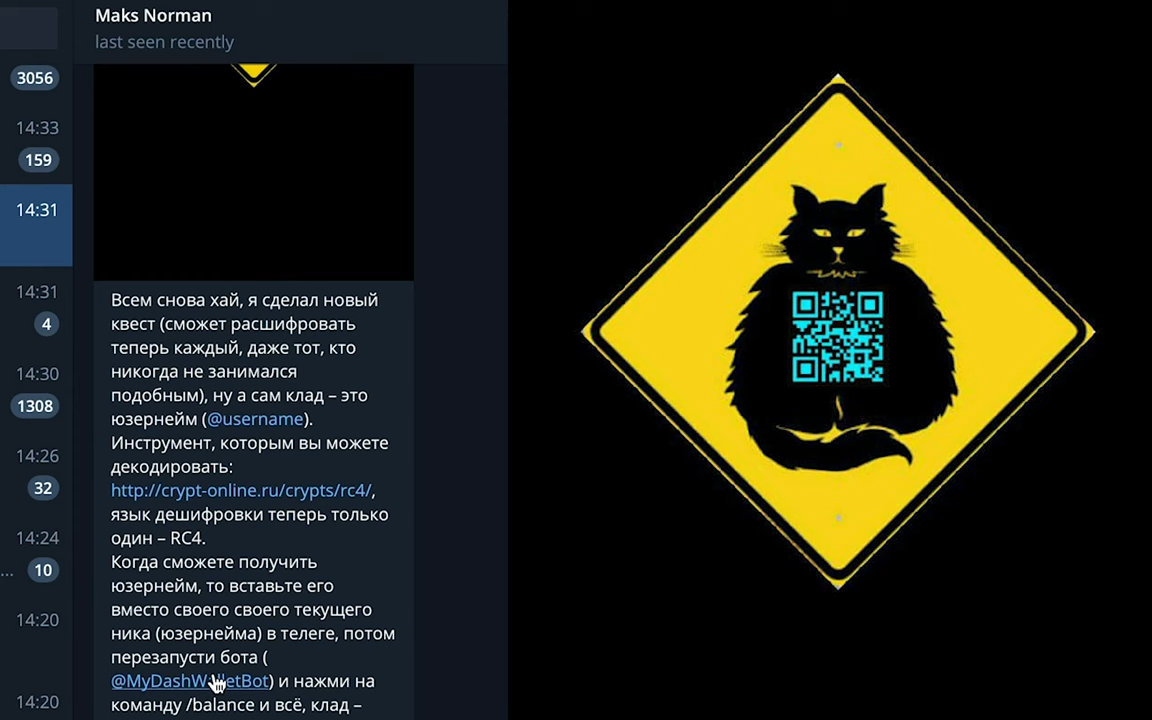 Maks Norman
last seen recently
3056
14:33
159
14:31
14:31
4
14:30
1308
14:26
32
14:24
...
10
14:20
14:20
Всем снова хай, я сделал новый
квест (сможет расшифровать
теперь каждый, даже тот, кто
никогда не занимался
подобным), ну а сам клад – это
юзернейм (@username).
Инструмент, которым вы можете
декодировать:
http://crypt-online.ru/crypts/rc4/,
язык дешифровки теперь только
один – RC4.
Когда сможете получить
юзернейм, то вставьте его
вместо своего своего текущего
ника (юзернейма) в телеге, потом
перезапусти бота (
@MyDashWalletBot) и нажми на
команду /balance и всё, клад –